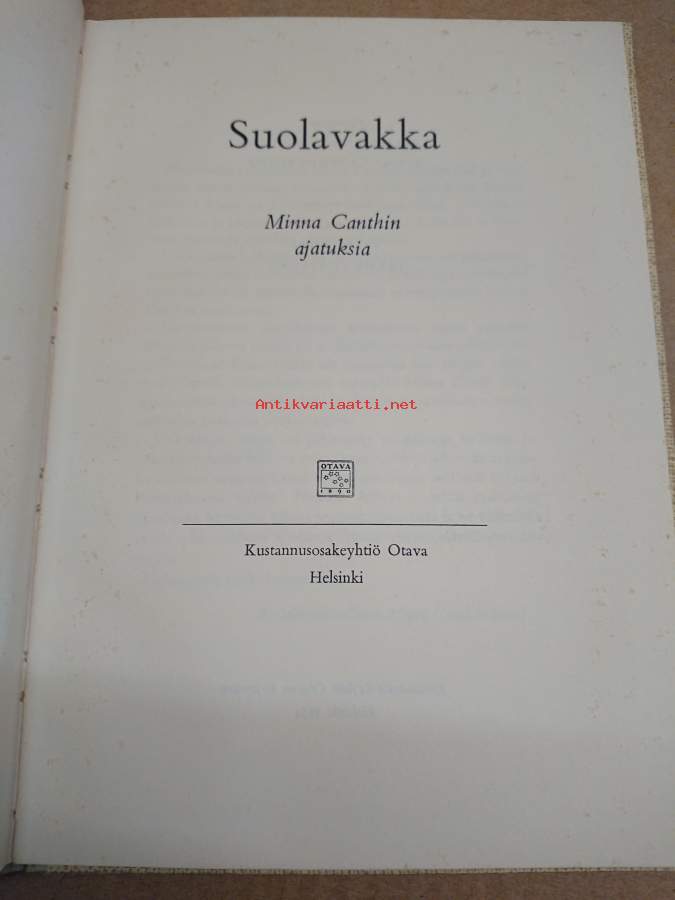 Suolavakka
Minna Canthin
ajatuksia
Antikvariaatti.net
OTAVA
1890
Kustannusosakeyhtiö Otava
Helsinki